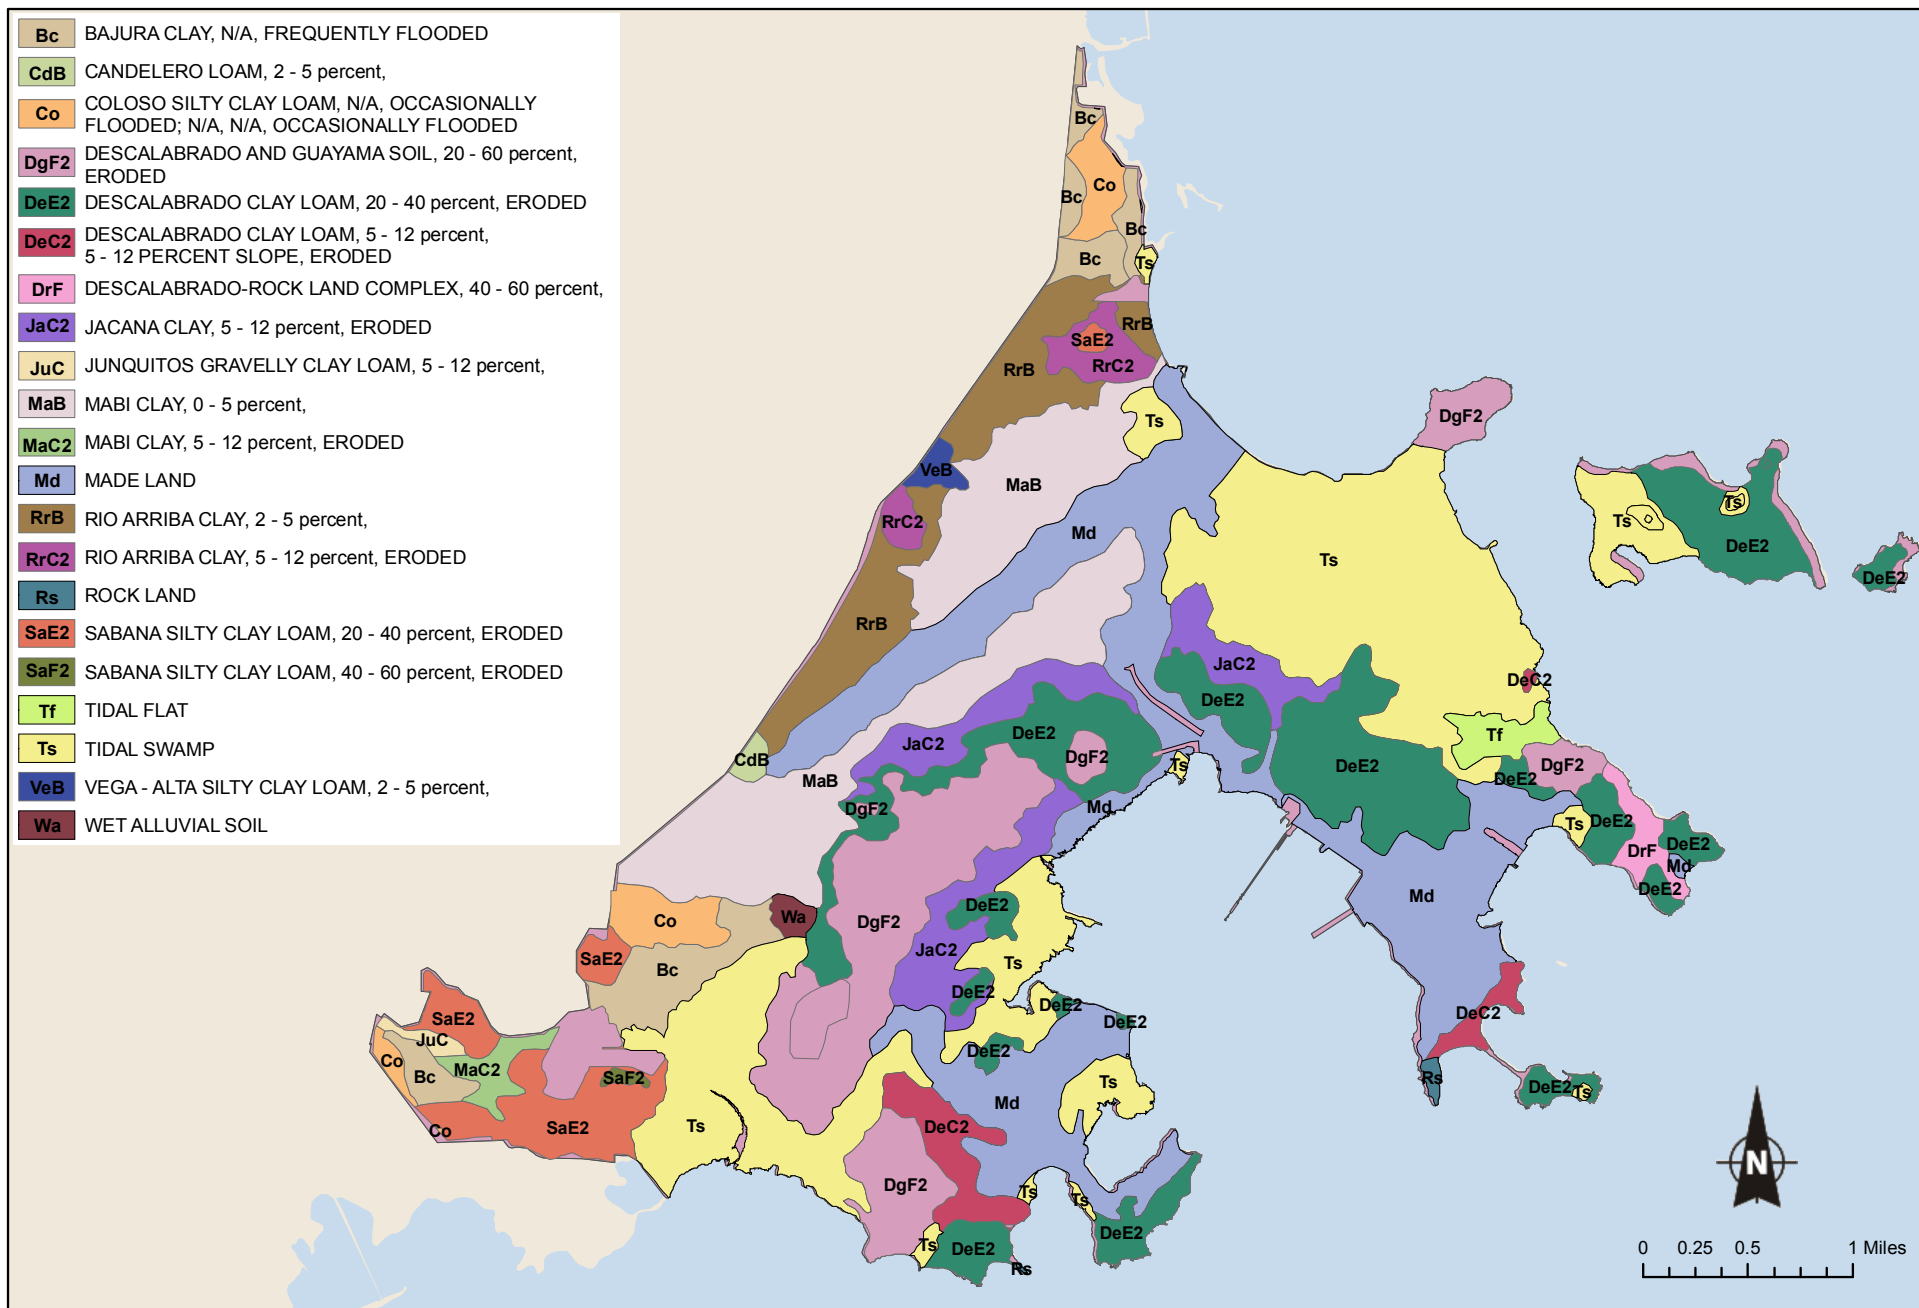 Bc BAJURA CLAY, N/A, FREQUENTLY FLOODED
CdB CANDELERO LOAM, 2 - 5 percent,
Co COLOSO SILTY CLAY LOAM, N/A, OCCASIONALLY
FLOODED; N/A, N/A, OCCASIONALLY FLOODED
DgF2 DESCALABRADO AND GUAYAMA SOIL, 20 - 60 percent,
ERODED
DeE2 DESCALABRADO CLAY LOAM, 20 - 40 percent, ERODED
DeC2 DESCALABRADO CLAY LOAM, 5 - 12 percent,
5 - 12 PERCENT SLOPE, ERODED
DrF DESCALABRADO-ROCK LAND COMPLEX, 40 - 60 percent,
JaC2 JACANA CLAY, 5 - 12 percent, ERODED
JuC JUNQUITOS GRAVELLY CLAY LOAM, 5 - 12 percent,
MaB MABI CLAY, 0 - 5 percent,
MaC2 MABI CLAY, 5 - 12 percent, ERODED
Md MADE LAND
RrB RIO ARRIBA CLAY, 2 - 5 percent,
RrC2 RIO ARRIBA CLAY, 5 - 12 percent, ERODED
Rs ROCK LAND
SaE2 SABANA SILTY CLAY LOAM, 20 - 40 percent, ERODED
SaF2 SABANA SILTY CLAY LOAM, 40 - 60 percent, ERODED
Tf TIDAL FLAT
Ts TIDAL SWAMP
VeB VEGA - ALTA SILTY CLAY LOAM, 2 - 5 percent,
Wa WET ALLUVIAL SOIL
Bc
Co
Bc
Bc
Bc
Ts
RrB
SaE2
RrC2
RrB
DgF2
Ts
VeB
MaB
RrC2
Md
Ts
Ts
Ts
DeE2
DeE2
RrB
JaC2
DeC2
DeE2
DeE2
JaC2
Tf
CdB
DgF2
Ts
DeE2
DgF2
DeE2
MaB
DgF2
Md
Ts
DeE2
DeE2
DrF
Md
DeE2
Md
DeE2
Wa
Co
DgF2
JaC2
Ts
SaE2
Bc
DeE2
DeE2
DeE2
DeC2
SaE2
JuC
DeE2
Co
Bc
MaC2
SaF2
Ts
Rs
DeE2
Ts
Md
Co
SaE2
Ts
DeC2
DgF2
Ts
Ts
DeE2
Ts
DeE2
Rs
N
0 0.25 0.5 1 Miles